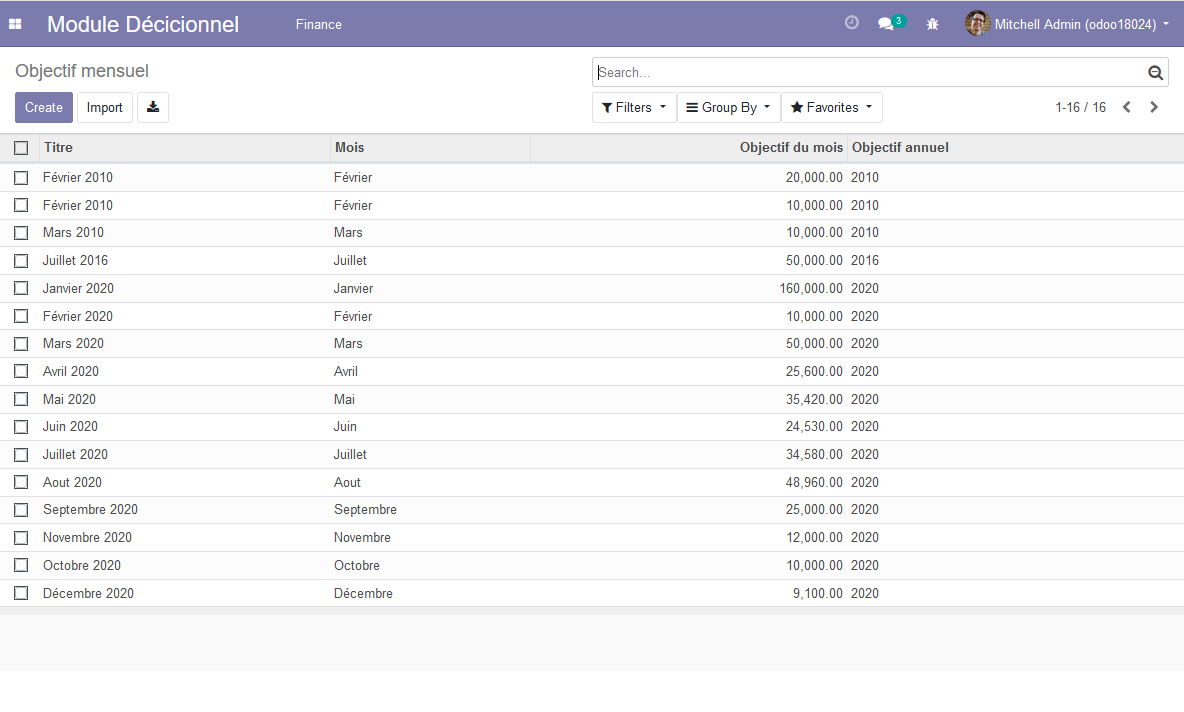 Module Décicionnel Finance 3 Mitchell Admin (odoo18024)
Objectif mensuel Search...
Create Import Filters Group By Favorites 1-16 / 16
Titre Mois Objectif du mois Objectif annuel
Février 2010 Février 20,000.00 2010
Février 2010 Février 10,000.00 2010
Mars 2010 Mars 10,000.00 2010
Juillet 2016 Juillet 50,000.00 2016
Janvier 2020 Janvier 160,000.00 2020
Février 2020 Février 10,000.00 2020
Mars 2020 Mars 50,000.00 2020
Avril 2020 Avril 25,600.00 2020
Mai 2020 Mai 35,420.00 2020
Juin 2020 Juin 24,530.00 2020
Juillet 2020 Juillet 34,580.00 2020
Aout 2020 Aout 48,960.00 2020
Septembre 2020 Septembre 25,000.00 2020
Novembre 2020 Novembre 12,000.00 2020
Octobre 2020 Octobre 10,000.00 2020
Décembre 2020 Décembre 9,100.00 2020